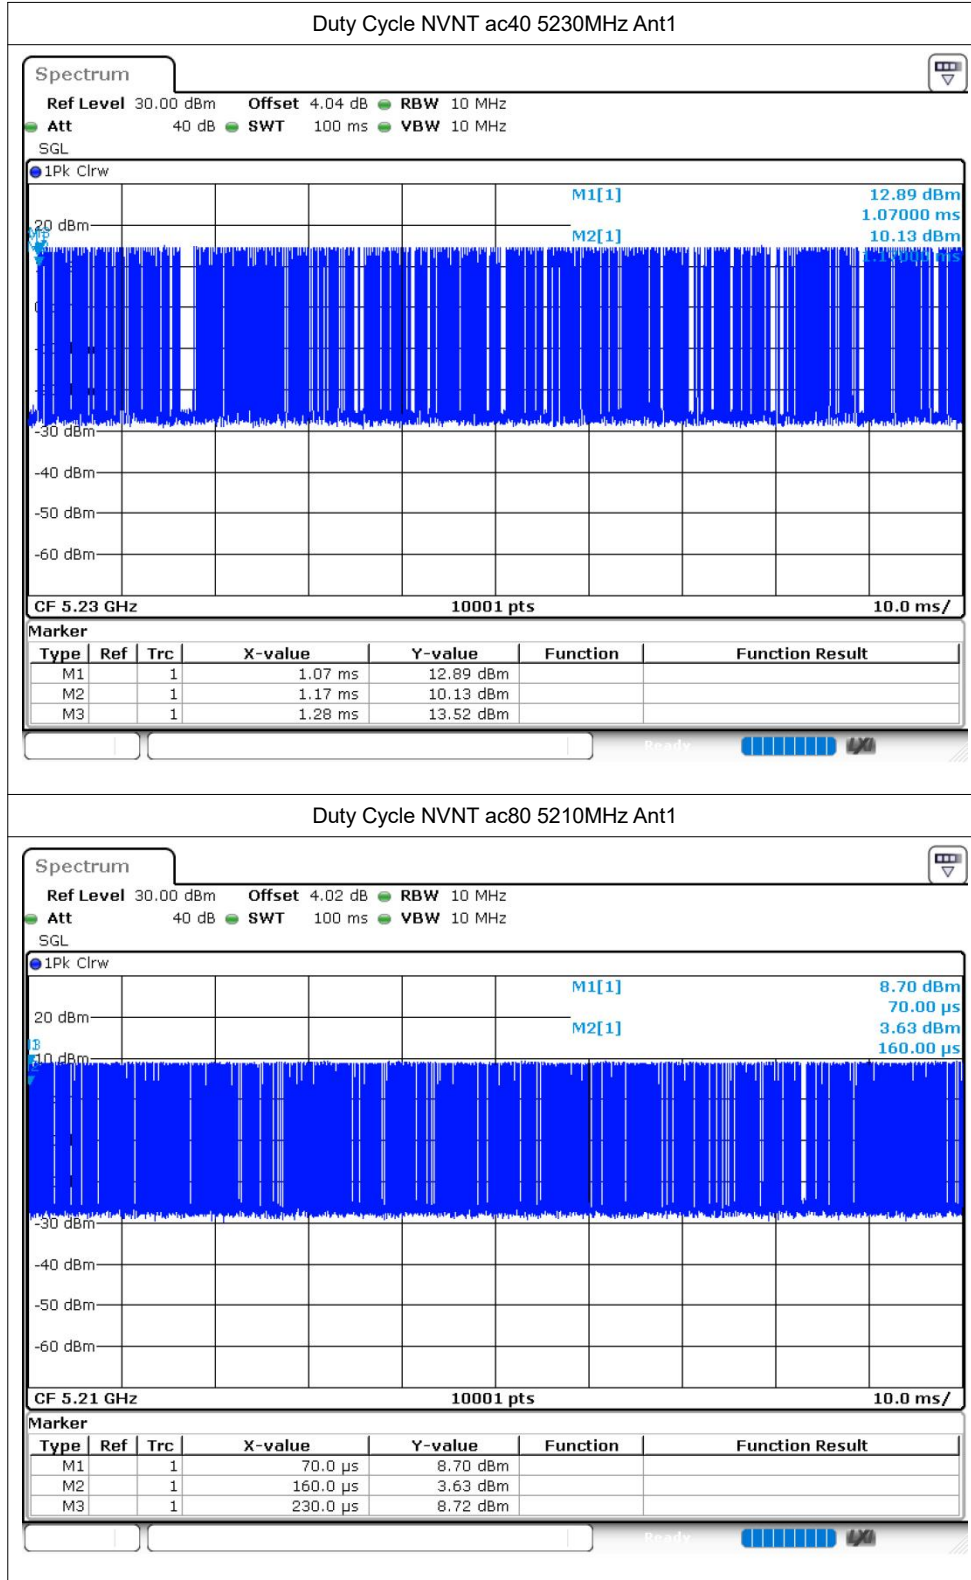 Duty Cycle NVNT ac40 5230MHz Ant1
Spectrum
Ref Level 30.00 dBm Offset 4.04 dB RBW 10 MHz
Att 40 dB SWT 100 ms VBW 10 MHz
SGL
1Pk Clrw
M1[1] 12.89 dBm
1.07000 ms
20 dBm
M2[1] 10.13 dBm
1.17000 ms
-30 dBm
-40 dBm
-50 dBm
-60 dBm
CF 5.23 GHz 10001 pts 10.0 ms/
Marker
Type Ref Trc X-value Y-value Function Function Result
M1 1 1.07 ms 12.89 dBm
M2 1 1.17 ms 10.13 dBm
M3 1 1.28 ms 13.52 dBm
Ready LXI
Duty Cycle NVNT ac80 5210MHz Ant1
Spectrum
Ref Level 30.00 dBm Offset 4.02 dB RBW 10 MHz
Att 40 dB SWT 100 ms VBW 10 MHz
SGL
1Pk Clrw
M1[1] 8.70 dBm
70.00 µs
20 dBm
M2[1] 3.63 dBm
160.00 µs
10 dBm
-30 dBm
-40 dBm
-50 dBm
-60 dBm
CF 5.21 GHz 10001 pts 10.0 ms/
Marker
Type Ref Trc X-value Y-value Function Function Result
M1 1 70.0 µs 8.70 dBm
M2 1 160.0 µs 3.63 dBm
M3 1 230.0 µs 8.72 dBm
Ready LXI